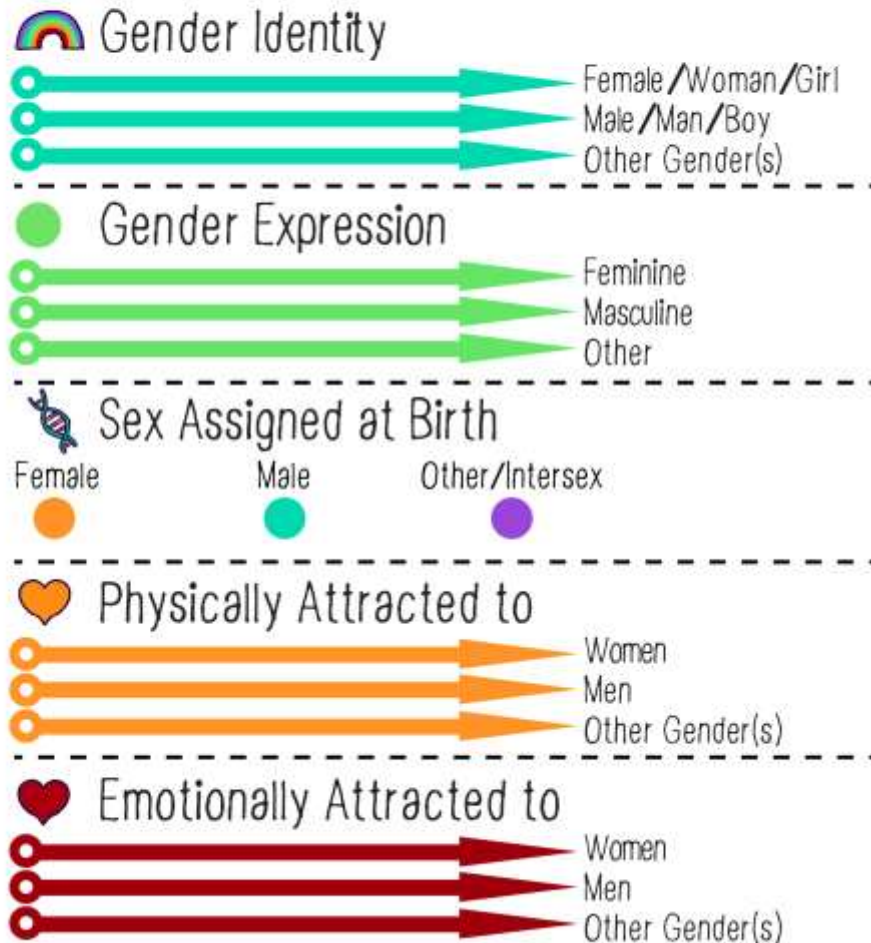 Gender Identity
Female/Woman/Girl
Male/Man/Boy
Other Gender(s)
Gender Expression
Feminine
Masculine
Other
Sex Assigned at Birth
Female Male Other/Intersex
Physically Attracted to
Women
Men
Other Gender(s)
Emotionally Attracted to
Women
Men
Other Gender(s)